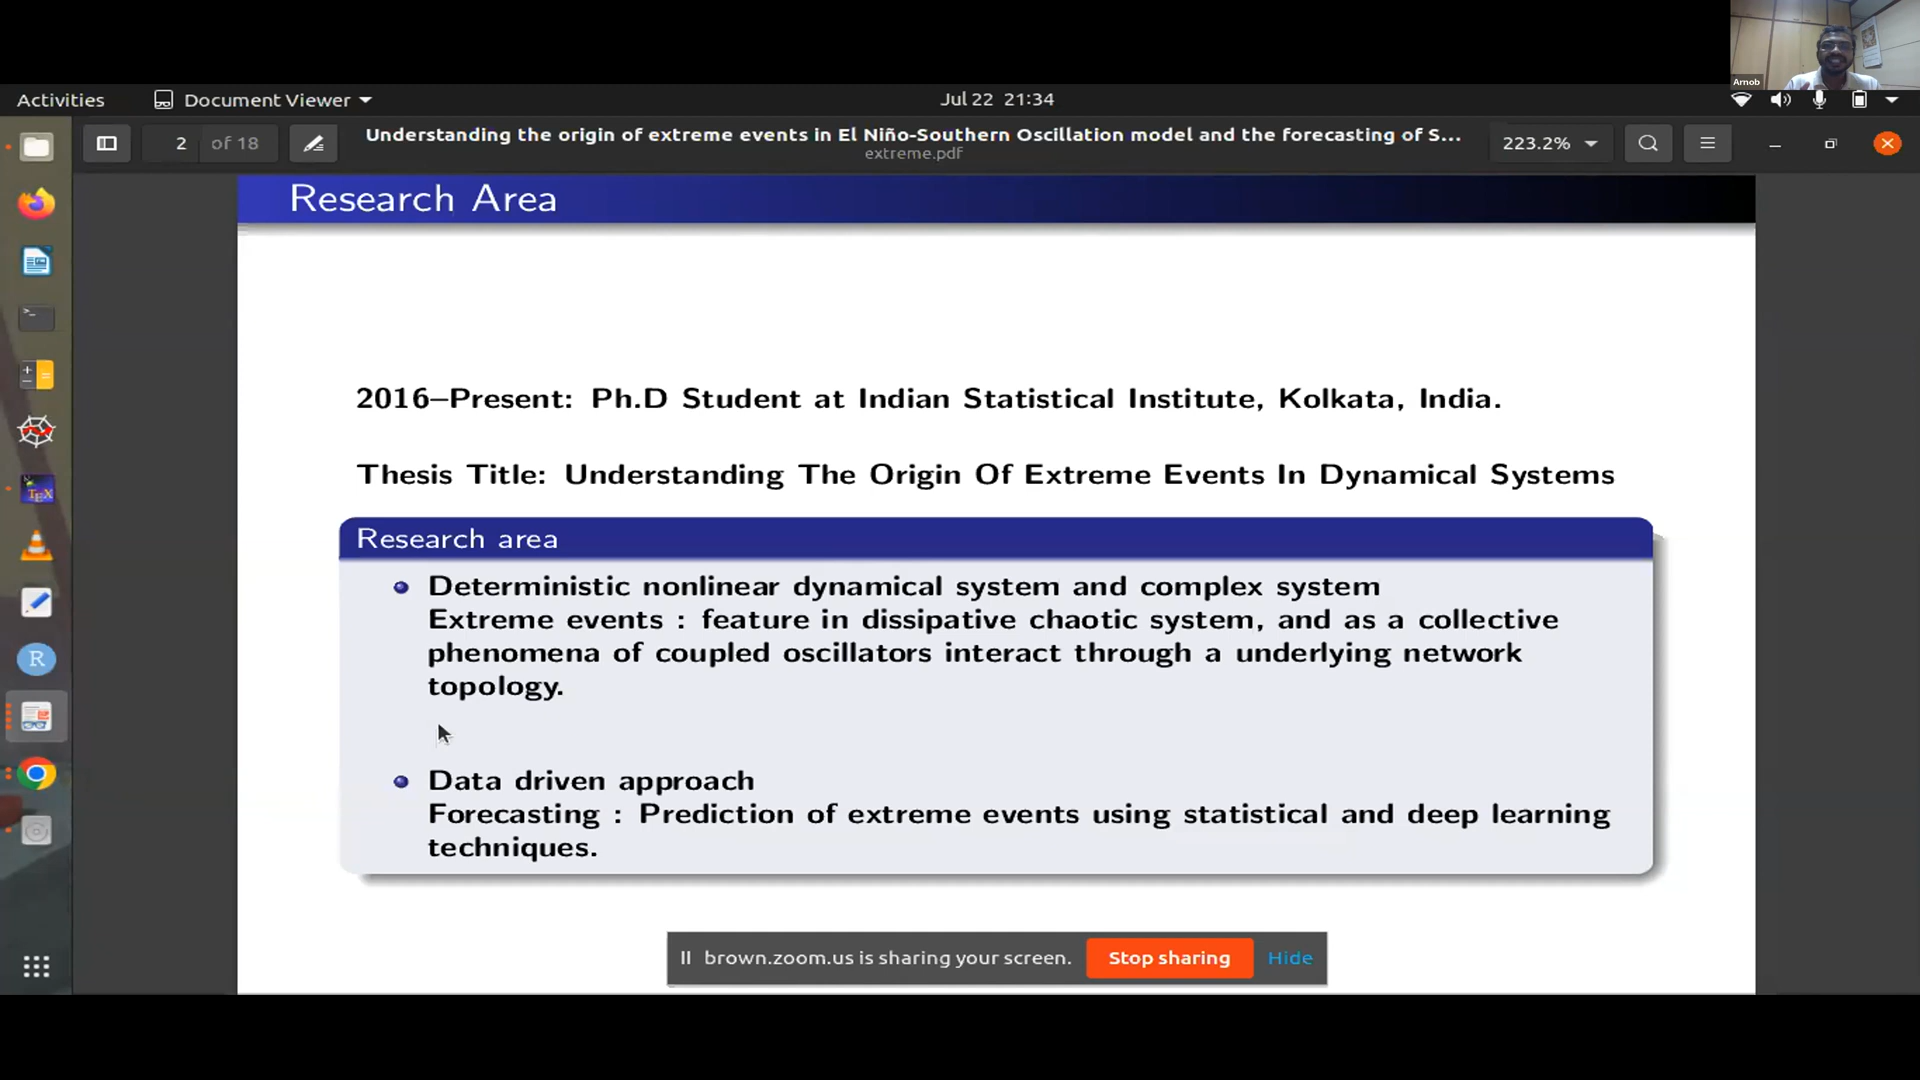 Arnob
Activities
Document Viewer
Jul 22 21:34
2 of 18
Understanding the origin of extreme events in El Niño-Southern Oscillation model and the forecasting of S...
extreme.pdf
223.2%
Research Area
2016–Present: Ph.D Student at Indian Statistical Institute, Kolkata, India.
Thesis Title: Understanding The Origin Of Extreme Events In Dynamical Systems
Research area
Deterministic nonlinear dynamical system and complex system
Extreme events : feature in dissipative chaotic system, and as a collective
phenomena of coupled oscillators interact through a underlying network
topology.
Data driven approach
Forecasting : Prediction of extreme events using statistical and deep learning
techniques.
brown.zoom.us is sharing your screen.
Stop sharing
Hide
TEX
R